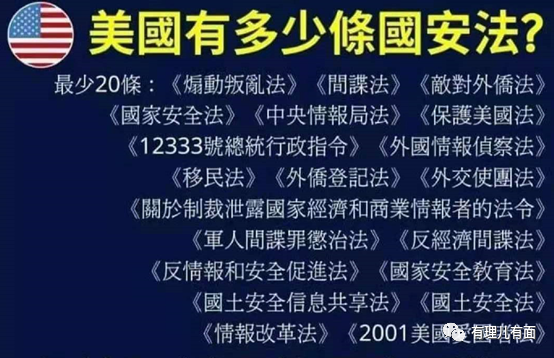 美國有多少條國安法?
最少20條：《煽動叛亂法》《間諜法》《敵對外僑法》
《國家安全法》《中央情報局法》《保護美國法》
《12333號總統行政指令》《外國情報偵察法》
《移民法》《外僑登記法》《外交使團法》
《關於制裁泄露國家經濟和商業情報者的法令》
《軍人間諜罪懲治法》《反經濟間諜法》
《反情報和安全促進法》《國家安全教育法》
《國土安全信息共享法》《國土安全法》
《情報改革法》《2001美國愛國
有理儿有面